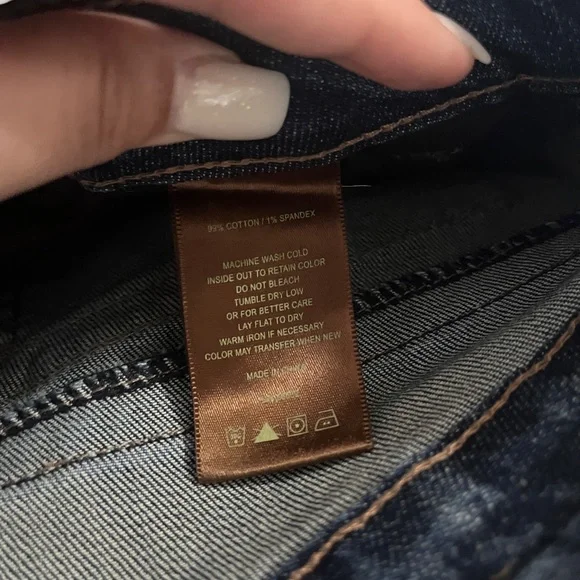 99% COTTON / 1% SPANDEX
MACHINE WASH COLD
INSIDE OUT TO RETAIN COLOR
DO NOT BLEACH
TUMBLE DRY LOW
OR FOR BETTER CARE
LAY FLAT TO DRY
WARM IRON IF NECESSARY
COLOR MAY TRANSFER WHEN NEW
MADE IN